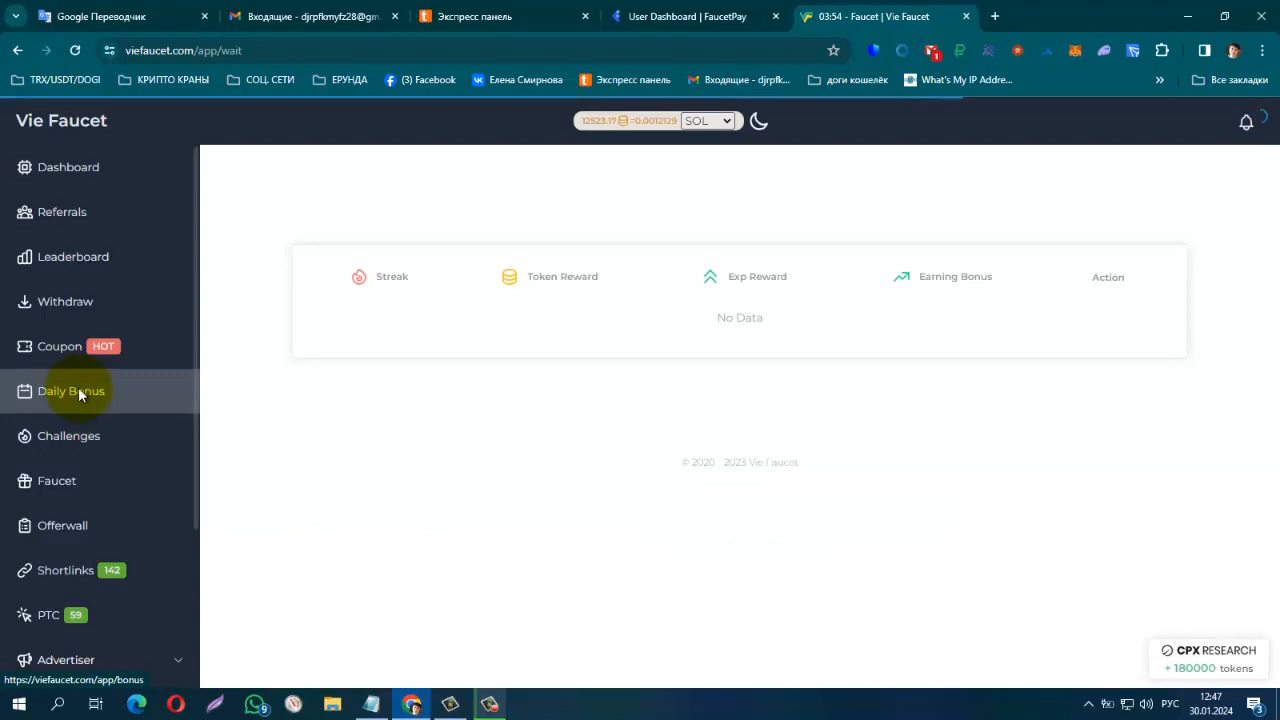 Google Переводчик
Входящие - djrpfkmyfz28@gm
Экспресс панель
User Dashboard | FaucetPay
03:54 - Faucet | Vie Faucet
viefaucet.com/app/wait
1
TRX/USDT/DOGI
КРИПТО КРАНЫ
СОЦ. СЕТИ
ЕРУНДА
(3) Facebook
Елена Смирнова
Экспресс панель
Входящие - djrpfk...
доги кошелёк
What's My IP Addre...
Все закладки
Vie Faucet
12523.17 =0.0012129 SOL
Dashboard
Referrals
Leaderboard
Withdraw
Coupon HOT
Daily Bonus
Challenges
Faucet
Offerwall
Shortlinks 142
PTC 59
Advertiser
Streak
Token Reward
Exp Reward
Earning Bonus
Action
No Data
© 2020 2023 Vie Faucet
CPX RESEARCH
+ 180000 tokens
https://viefaucet.com/app/bonus
9
РУС
12:47
30.01.2024
3